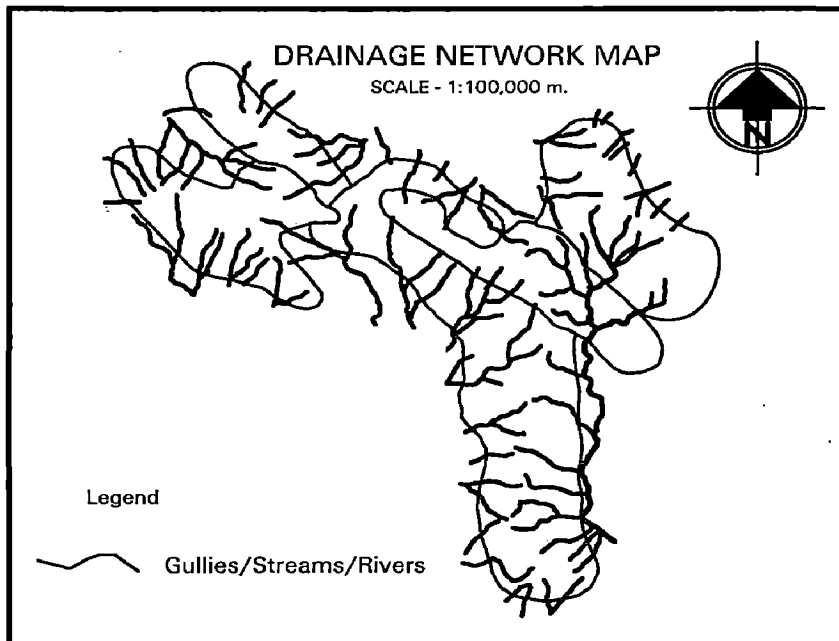 DRAINAGE NETWORK MAP
SCALE - 1:100,000 m.
N
Legend
Gullies/Streams/Rivers